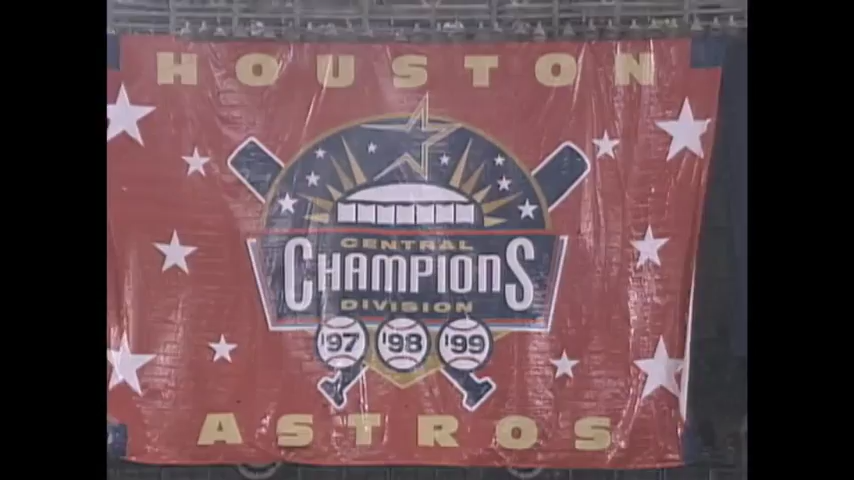 HOUSTON
CENTRAL
CHAMPIONS
DIVISION
'97 '98 '99
ASTROS